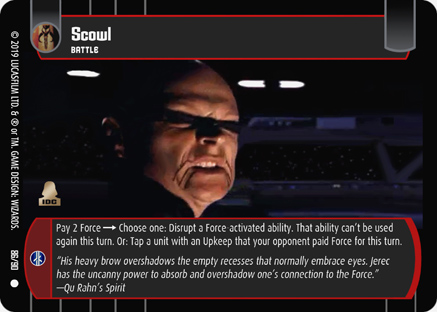 Scowl
BATTLE
© 2019 LUCASFILM LTD. & ® or TM. GAME DESIGN: WIZARDS.
IDC
Pay 2 Force → Choose one: Disrupt a Force-activated ability. That ability can't be used
again this turn. Or: Tap a unit with an Upkeep that your opponent paid Force for this turn.
"His heavy brow overshadows the empty recesses that normally embrace eyes. Jerec
has the uncanny power to absorb and overshadow one's connection to the Force."
—Qu Rahn's Spirit